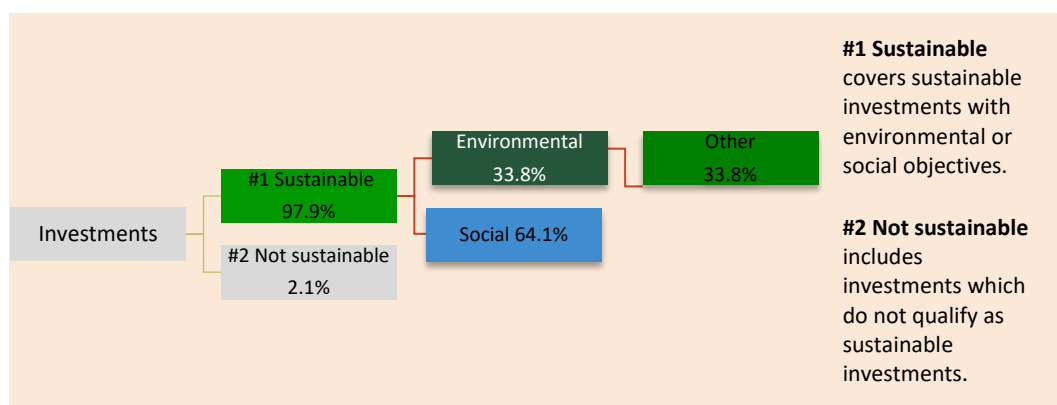 Investments
#1 Sustainable
97.9%
#2 Not sustainable
2.1%
Environmental
33.8%
Social 64.1%
Other
33.8%
#1 Sustainable
covers sustainable
investments with
environmental or
social objectives.
#2 Not sustainable
includes
investments which
do not qualify as
sustainable
investments.